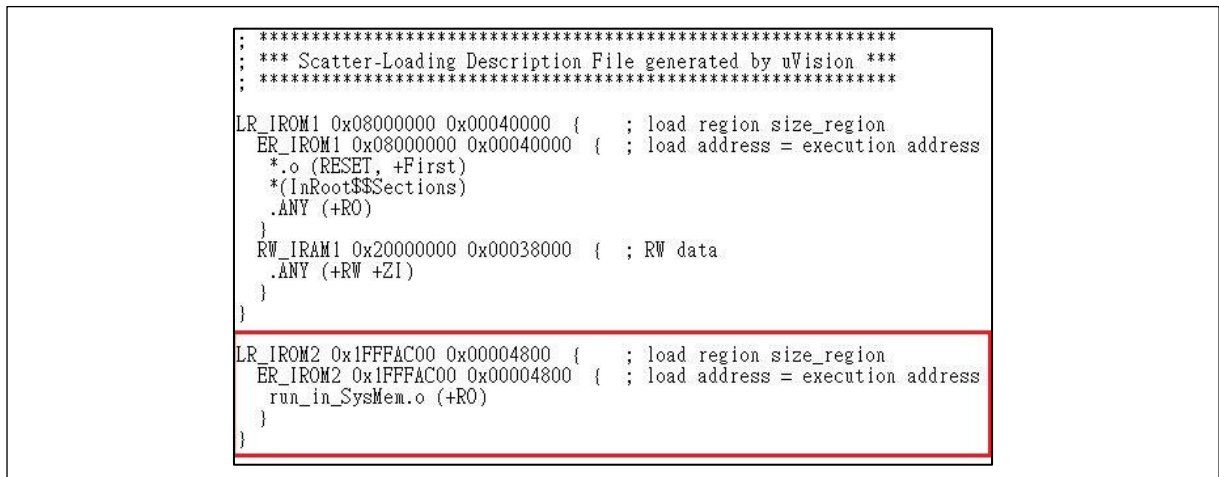 ; *************************************************************
; *** Scatter-Loading Description File generated by uVision ***
; *************************************************************
LR_IROM1 0x08000000 0x00040000 { ; load region size_region
ER_IROM1 0x08000000 0x00040000 { ; load address = execution address
*.o (RESET, +First)
*(InRoot$$Sections)
.ANY (+RO)
}
RW_IRAM1 0x20000000 0x00038000 { ; RW data
.ANY (+RW +ZI)
}
}
LR_IROM2 0x1FFFAC00 0x00004800 { ; load region size_region
ER_IROM2 0x1FFFAC00 0x00004800 { ; load address = execution address
run_in_SysMem.o (+RO)
}
}